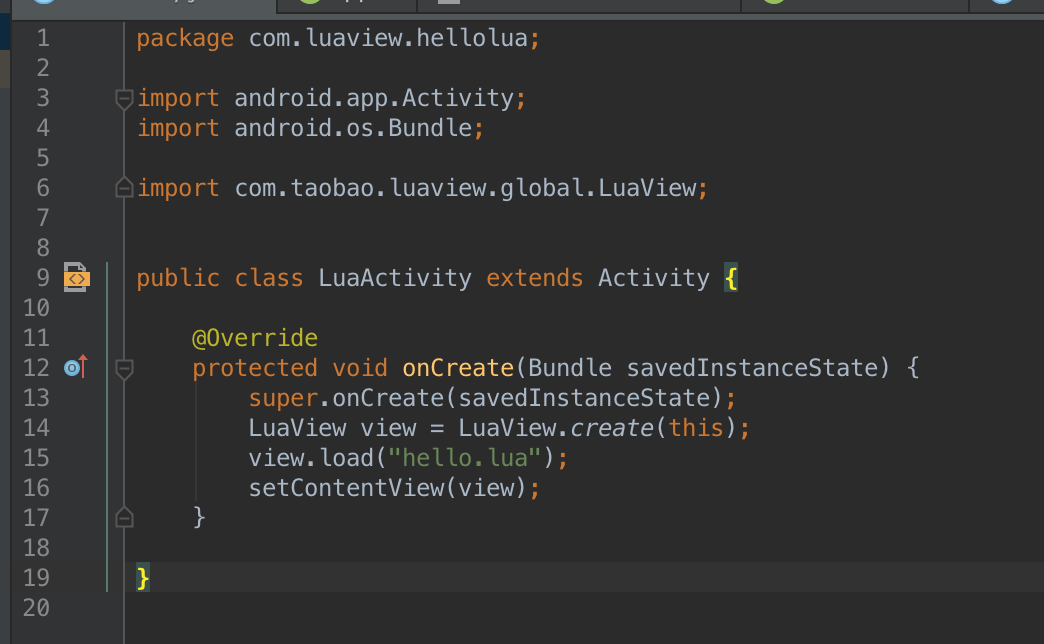 1 package com.luaview.hellolua;
2
3 import android.app.Activity;
4 import android.os.Bundle;
5
6 import com.taobao.luaview.global.LuaView;
7
8
9 public class LuaActivity extends Activity {
10
11     @Override
12     protected void onCreate(Bundle savedInstanceState) {
13         super.onCreate(savedInstanceState);
14         LuaView view = LuaView.create(this);
15         view.load("hello.lua");
16         setContentView(view);
17     }
18
19 }
20